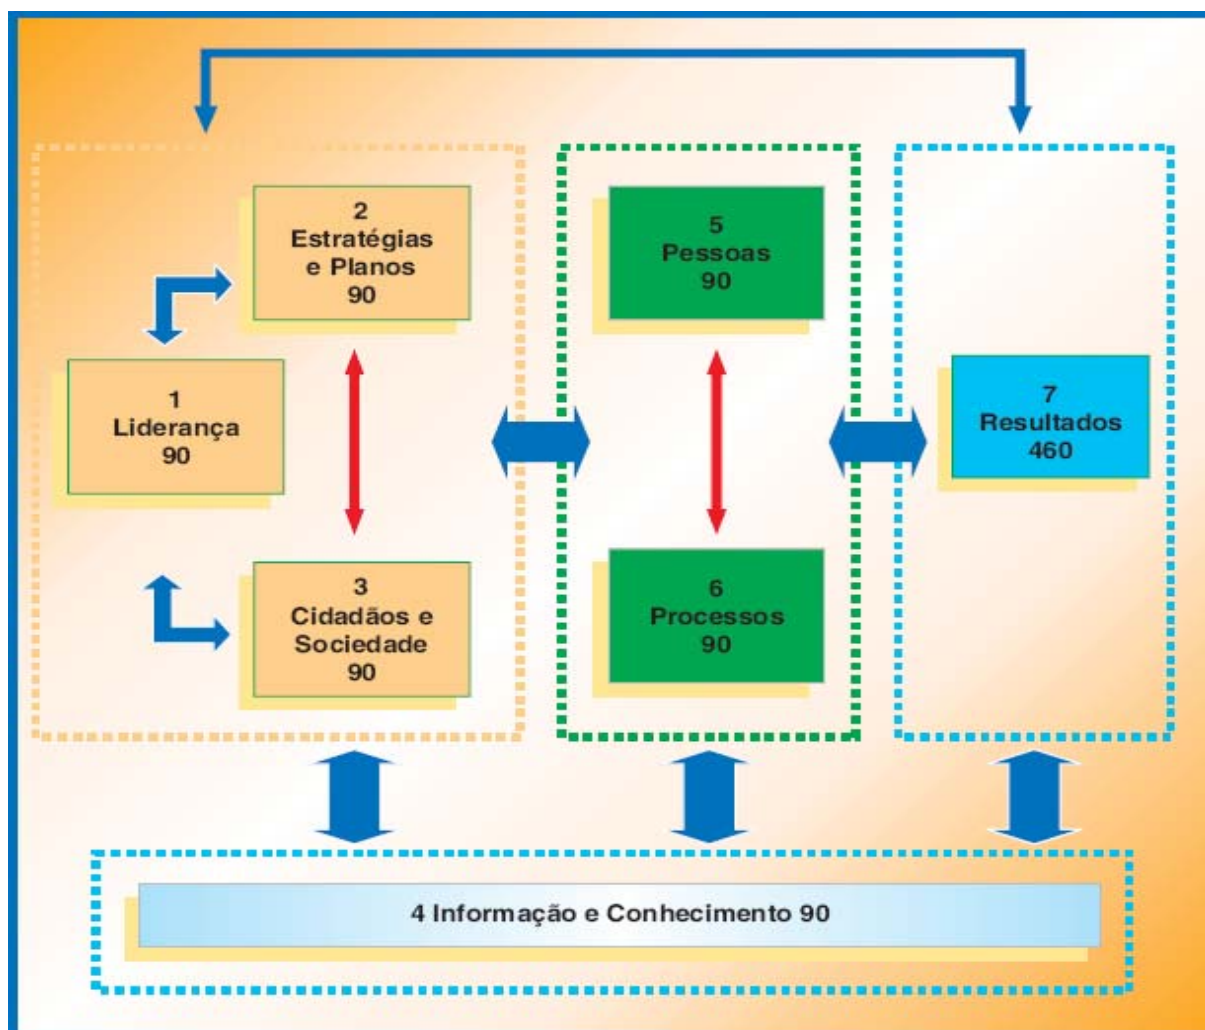 2
Estratégias
e Planos
90
5
Pessoas
90
1
Liderança
90
7
Resultados
460
3
Cidadãos e
Sociedade
90
6
Processos
90
4 Informação e Conhecimento 90